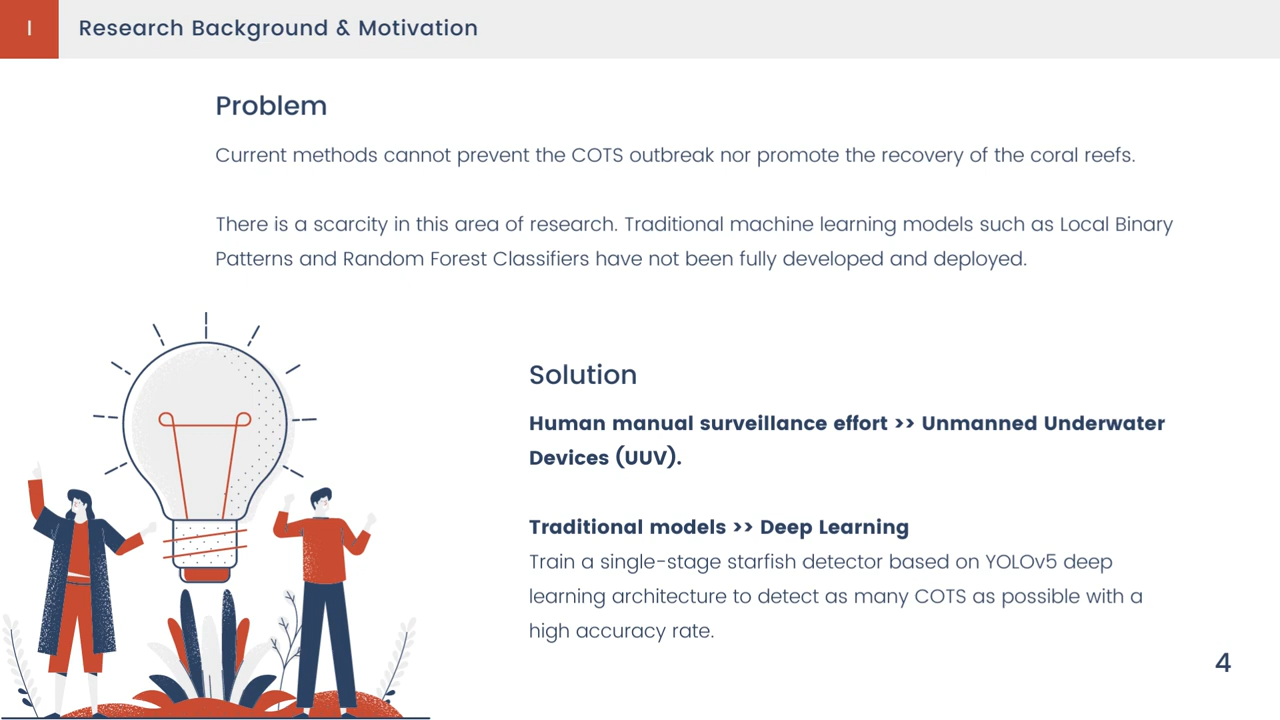 I
Research Background & Motivation
Problem
Current methods cannot prevent the COTS outbreak nor promote the recovery of the coral reefs.
There is a scarcity in this area of research. Traditional machine learning models such as Local Binary
Patterns and Random Forest Classifiers have not been fully developed and deployed.
Solution
Human manual surveillance effort >> Unmanned Underwater
Devices (UUV).
Traditional models >> Deep Learning
Train a single-stage starfish detector based on YOLOv5 deep
learning architecture to detect as many COTS as possible with a
high accuracy rate.
4